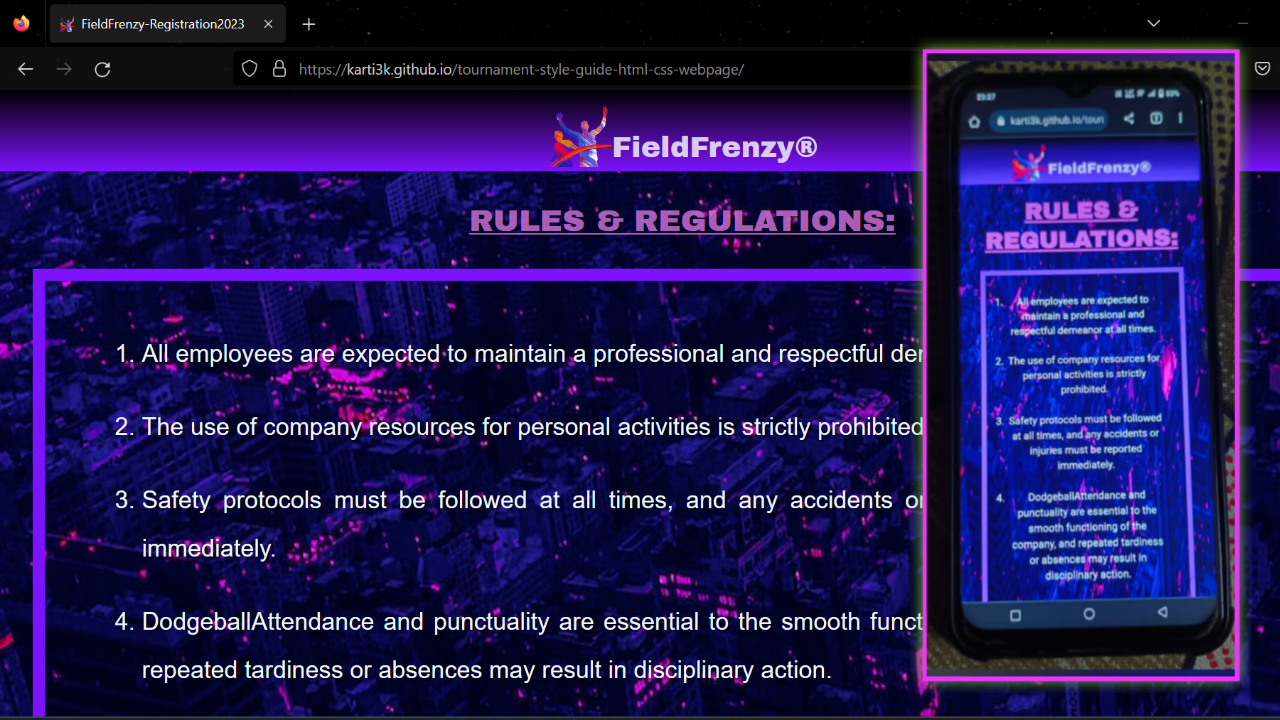 FieldFrenzy-Registration2023
https://karti3k.github.io/tournament-style-guide-html-css-webpage/
FieldFrenzy®
RULES & REGULATIONS:
1. All employees are expected to maintain a professional and respectful der
2. The use of company resources for personal activities is strictly prohibited
3. Safety protocols must be followed at all times, and any accidents or
immediately.
4. DodgeballAttendance and punctuality are essential to the smooth funct
repeated tardiness or absences may result in disciplinary action.
23:27
karti3k.github.io/tourn
FieldFrenzy®
RULES &
REGULATIONS:
1. All employees are expected to
maintain a professional and
respectful demeanor at all times.
2. The use of company resources for
personal activities is strictly
prohibited.
3. Safety protocols must be followed
at all times, and any accidents or
injuries must be reported
immediately.
4. DodgeballAttendance and
punctuality are essential to the
smooth functioning of the
company, and repeated tardiness
or absences may result in
disciplinary action.